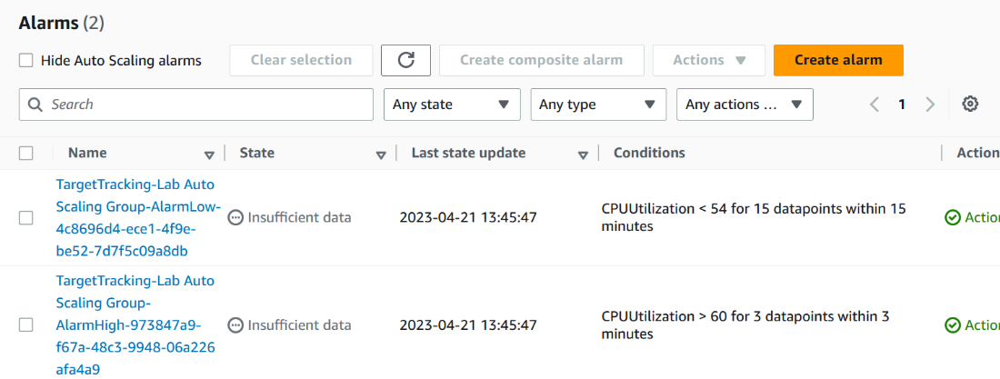 Alarms (2)
Hide Auto Scaling alarms
Clear selection
Create composite alarm
Actions
Create alarm
Search
Any state
Any type
Any actions ...
1
Name
State
Last state update
Conditions
Action
TargetTracking-Lab Auto
Scaling Group-AlarmLow-
4c8696d4-ece1-4f9e-
be52-7d7f5c09a8db
Insufficient data
2023-04-21 13:45:47
CPUUtilization < 54 for 15 datapoints within 15
minutes
Actio
TargetTracking-Lab Auto
Scaling Group-
AlarmHigh-973847a9-
f67a-48c3-9948-06a226
afa4a9
Insufficient data
2023-04-21 13:45:47
CPUUtilization > 60 for 3 datapoints within 3
minutes
Actio